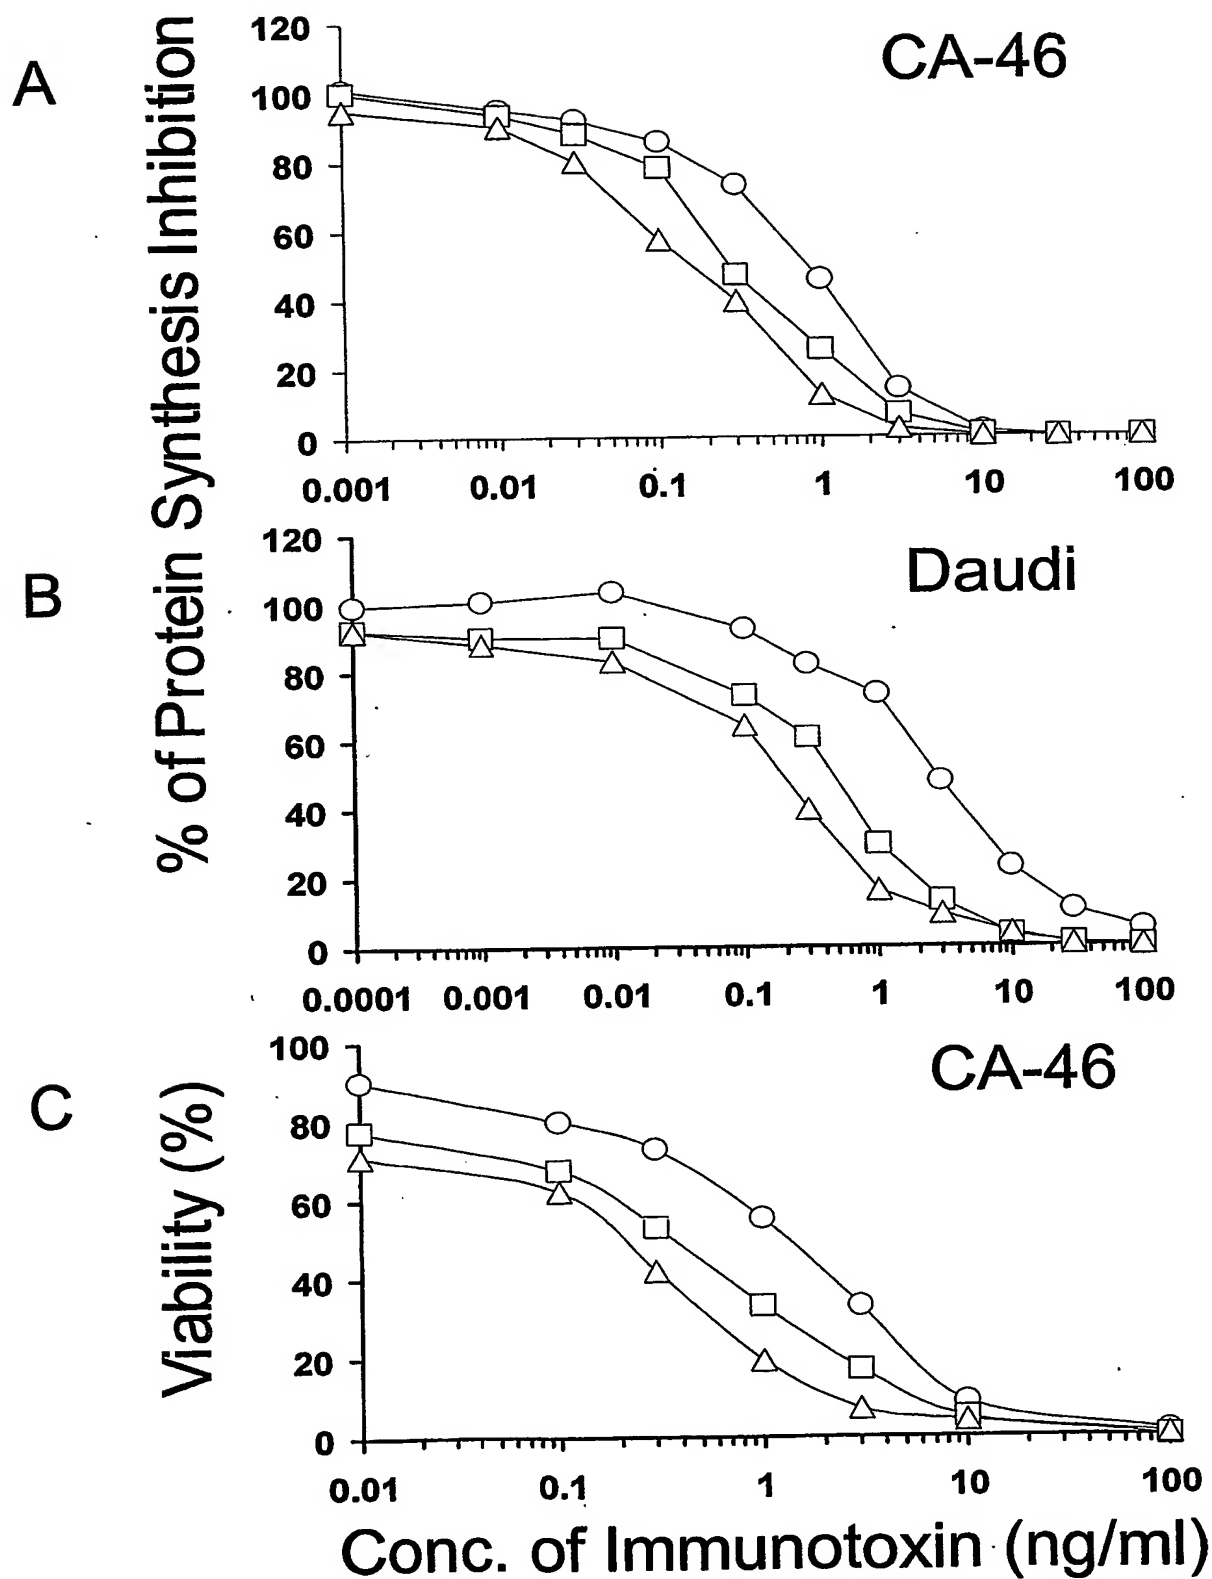 A
CA-46
% of Protein Synthesis Inhibition
120
100
80
60
40
20
0
0.001 0.01 0.1 1 10 100
B
Daudi
120
100
80
60
40
20
0
0.0001 0.001 0.01 0.1 1 10 100
C
CA-46
Viability (%)
100
80
60
40
20
0
0.01 0.1 1 10 100
Conc. of Immunotoxin (ng/ml)